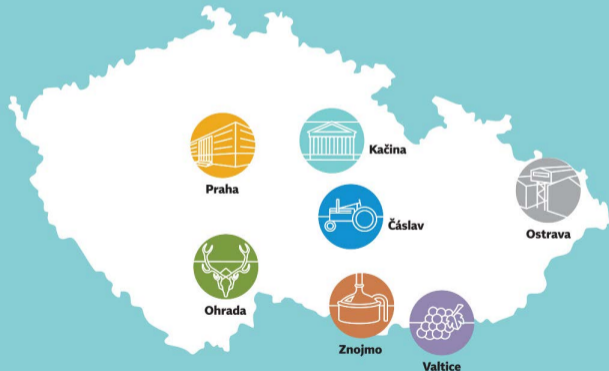 Praha
Kačina
Čáslav
Ostrava
Ohrada
Znojmo
Valtice